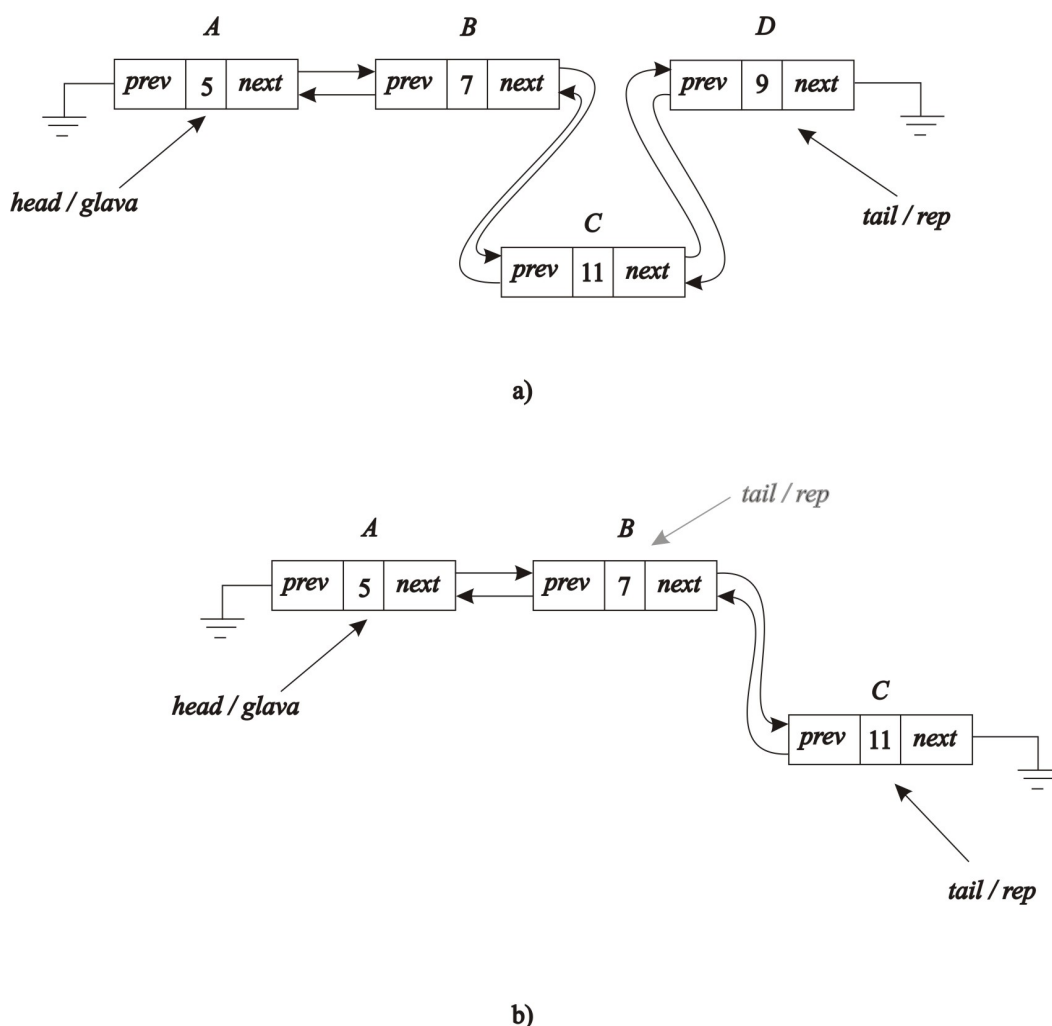 A B D
prev 5 next prev 7 next prev 9 next
head / glava tail / rep
C
prev 11 next
a)
tail / rep
A B
prev 5 next prev 7 next
head / glava
C
prev 11 next
tail / rep
b)